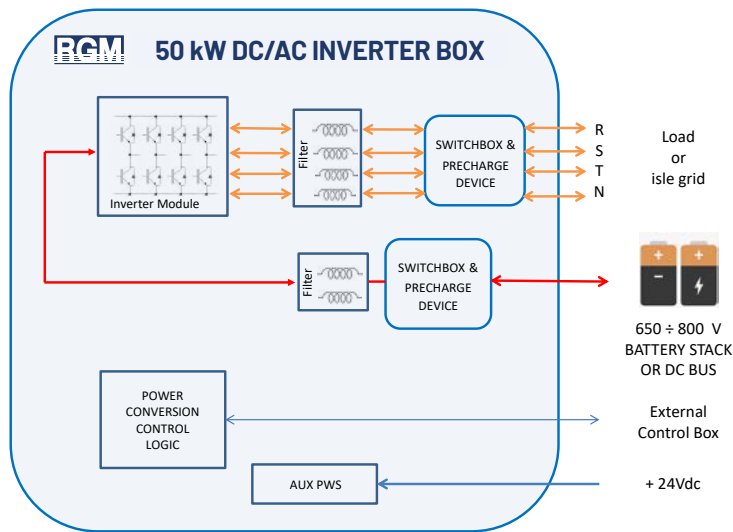 RGM
50 kW DC/AC INVERTER BOX
Inverter Module
Filter
SWITCHBOX &
PRECHARGE
DEVICE
R
S
T
N
Load
or
isle grid
Filter
SWITCHBOX &
PRECHARGE
DEVICE
650 ÷ 800 V
BATTERY STACK
OR DC BUS
POWER
CONVERSION
CONTROL
LOGIC
External
Control Box
AUX PWS
+ 24Vdc